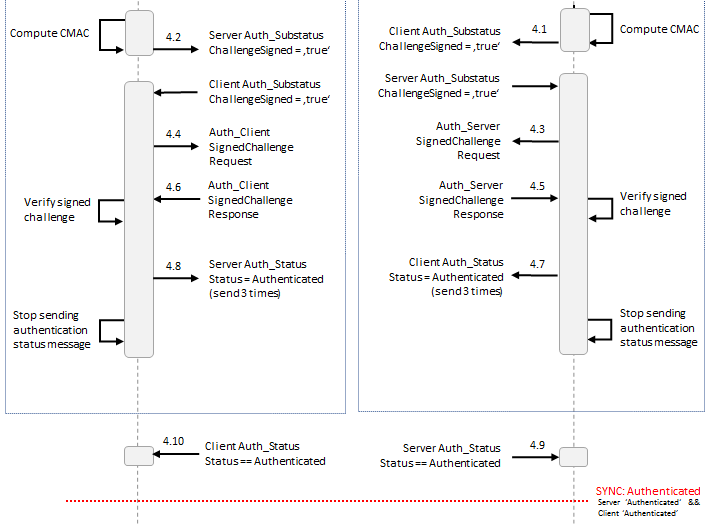 Compute CMAC
4.2
Server Auth_Substatus
ChallengeSigned = ‚true‘
Client Auth_Substatus
ChallengeSigned = ‚true‘
4.4
Auth_Client
SignedChallenge
Request
4.6
Auth_Client
SignedChallenge
Response
Verify signed
challenge
4.8
Server Auth_Status
Status = Authenticated
(send 3 times)
Stop sending
authentication
status message
4.10
Client Auth_Status
Status == Authenticated
Client Auth_Substatus
ChallengeSigned = ‚true‘
4.1
Compute CMAC
Server Auth_Substatus
ChallengeSigned = ‚true‘
Auth_Server
SignedChallenge
Request
4.3
Auth_Server
SignedChallenge
Response
4.5
Verify signed
challenge
Client Auth_Status
Status = Authenticated
(send 3 times)
4.7
Stop sending
authentication
status message
Server Auth_Status
Status == Authenticated
4.9
SYNC: Authenticated
Server 'Authenticated' &&
Client 'Authenticated'